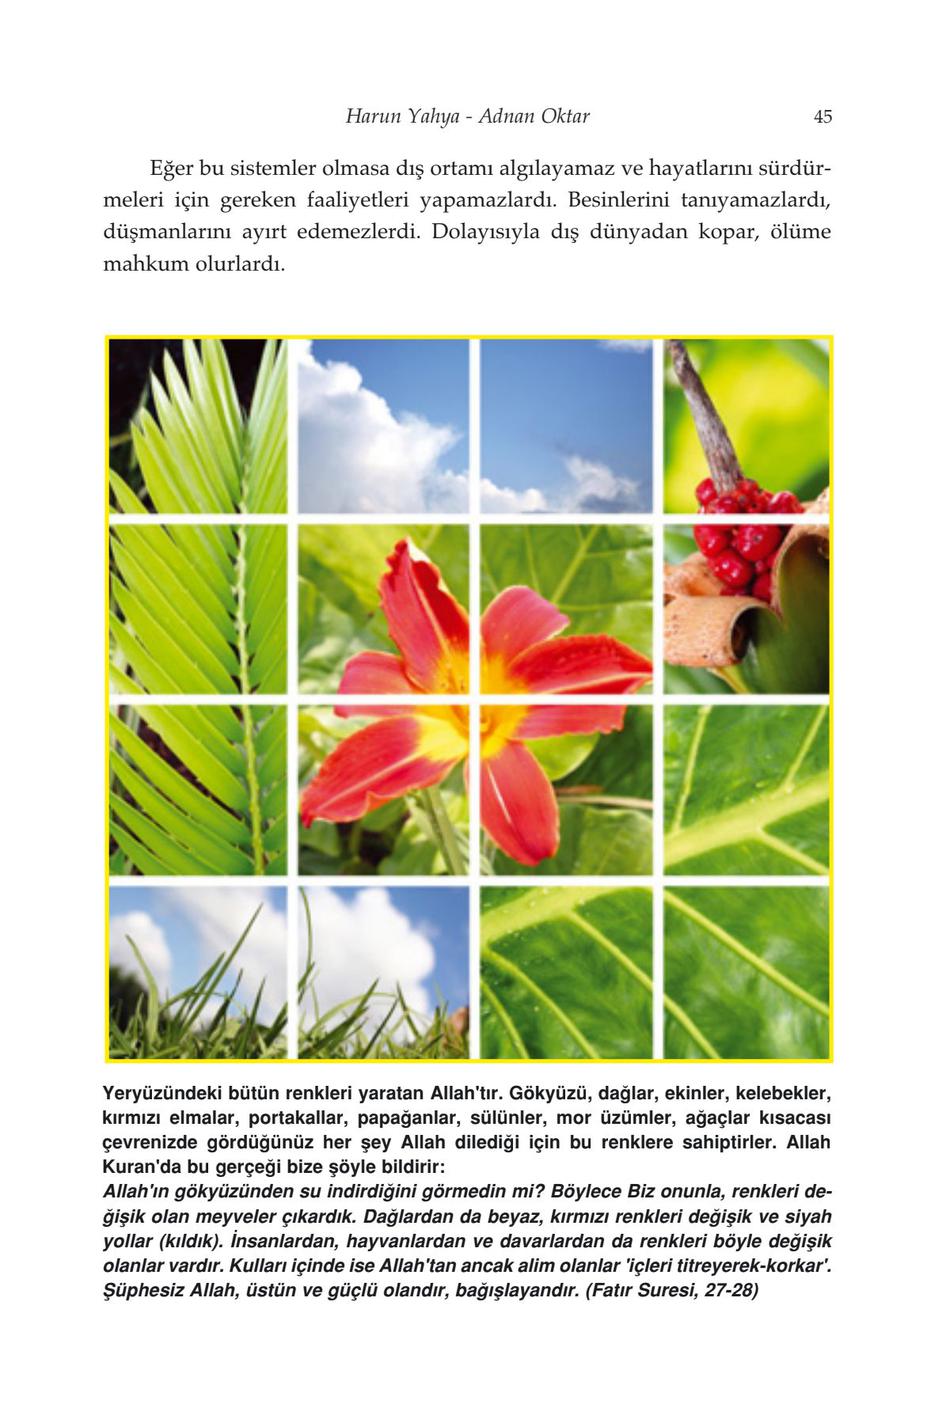 Harun Yahya - Adnan Oktar 45
Eğer bu sistemler olmasa dış ortamı algılayamaz ve hayatlarını sürdür-
meleri için gereken faaliyetleri yapamazlardı. Besinlerini tanıyamazlardı,
düşmanlarını ayırt edemezlerdi. Dolayısıyla dış dünyadan kopar, ölüme
mahkum olurlardı.
Yeryüzündeki bütün renkleri yaratan Allah'tır. Gökyüzü, dağlar, ekinler, kelebekler,
kırmızı elmalar, portakallar, papağanlar, sülünler, mor üzümler, ağaçlar kısacası
çevrenizde gördüğünüz her şey Allah dilediği için bu renklere sahiptirler. Allah
Kuran'da bu gerçeği bize şöyle bildirir:
Allah'ın gökyüzünden su indirdiğini görmedin mi? Böylece Biz onunla, renkleri de-
ğişik olan meyveler çıkardık. Dağlardan da beyaz, kırmızı renkleri değişik ve siyah
yollar (kıldık). İnsanlardan, hayvanlardan ve davarlardan da renkleri böyle değişik
olanlar vardır. Kulları içinde ise Allah'tan ancak alim olanlar 'içleri titreyerek-korkar'.
Şüphesiz Allah, üstün ve güçlü olandır, bağışlayandır. (Fatır Suresi, 27-28)